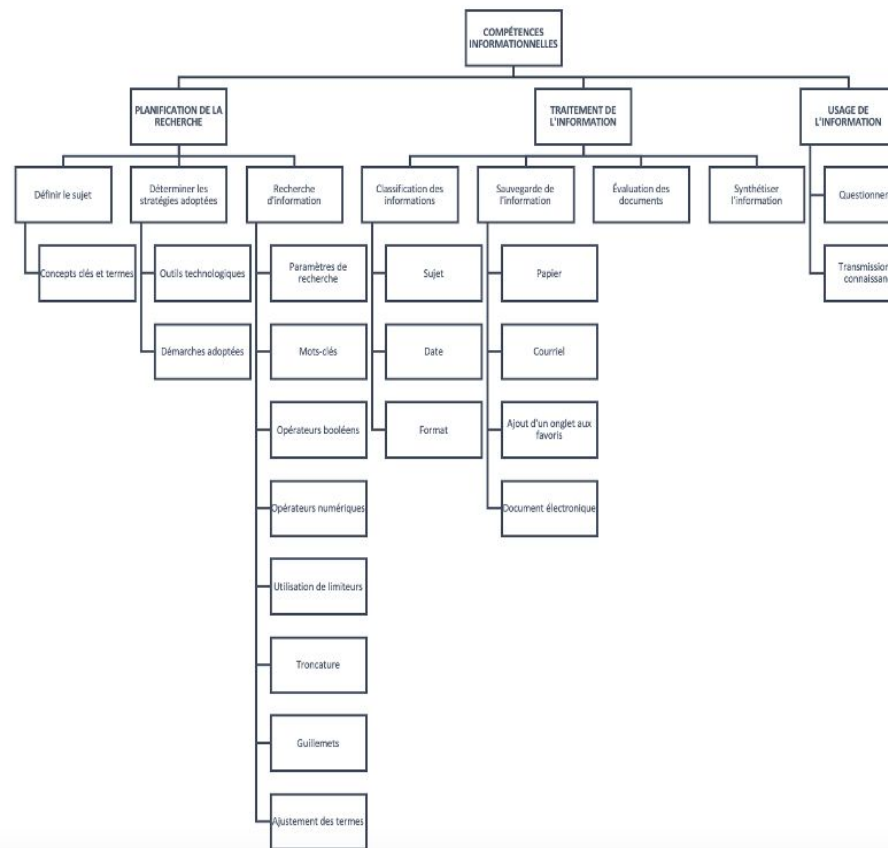 COMPÉTENCES
INFORMATIONNELLES
PLANIFICATION DE LA
RECHERCHE
TRAITEMENT DE
L'INFORMATION
USAGE DE
L'INFORMATION
Définir le sujet
Déterminer les
stratégies adoptées
Recherche
d'information
Classification des
informations
Sauvegarde de
l'information
Évaluation des
documents
Synthétiser
l'information
Concepts clés et termes
Outils technologiques
Démarches adoptées
Paramètres de
recherche
Mots-clés
Opérateurs booléens
Opérateurs numériques
Utilisation de limiteurs
Troncature
Guillemets
Ajustement des termes
Sujet
Date
Format
Papier
Courriel
Ajout d'un onglet aux
favoris
Document électronique
Questionner
Transmission
connaissan